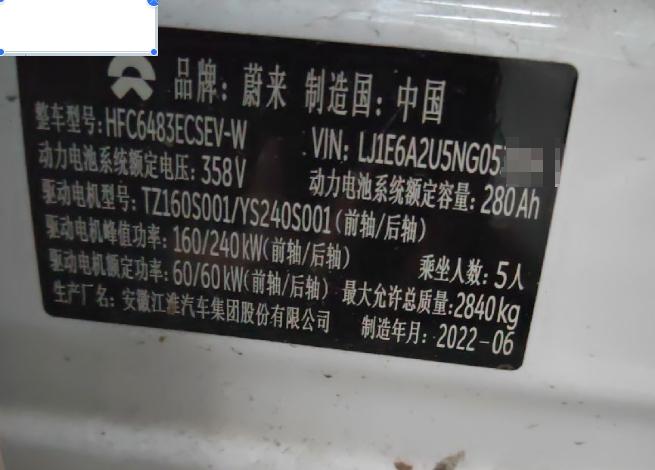 品牌: 蔚来 制造国: 中国
整车型号: HFC6483ECSEV-W VIN: LJ1E6A2U5NG05
动力电池系统额定电压: 358V 动力电池系统额定容量: 280Ah
驱动电机型号: TZ160S001/YS240S001(前轴/后轴)
驱动电机峰值功率: 160/240kW(前轴/后轴) 乘坐人数: 5人
驱动电机额定功率: 60/60kW(前轴/后轴) 最大允许总质量:2840kg
生产厂名: 安徽江淮汽车集团股份有限公司 制造年月: 2022-06